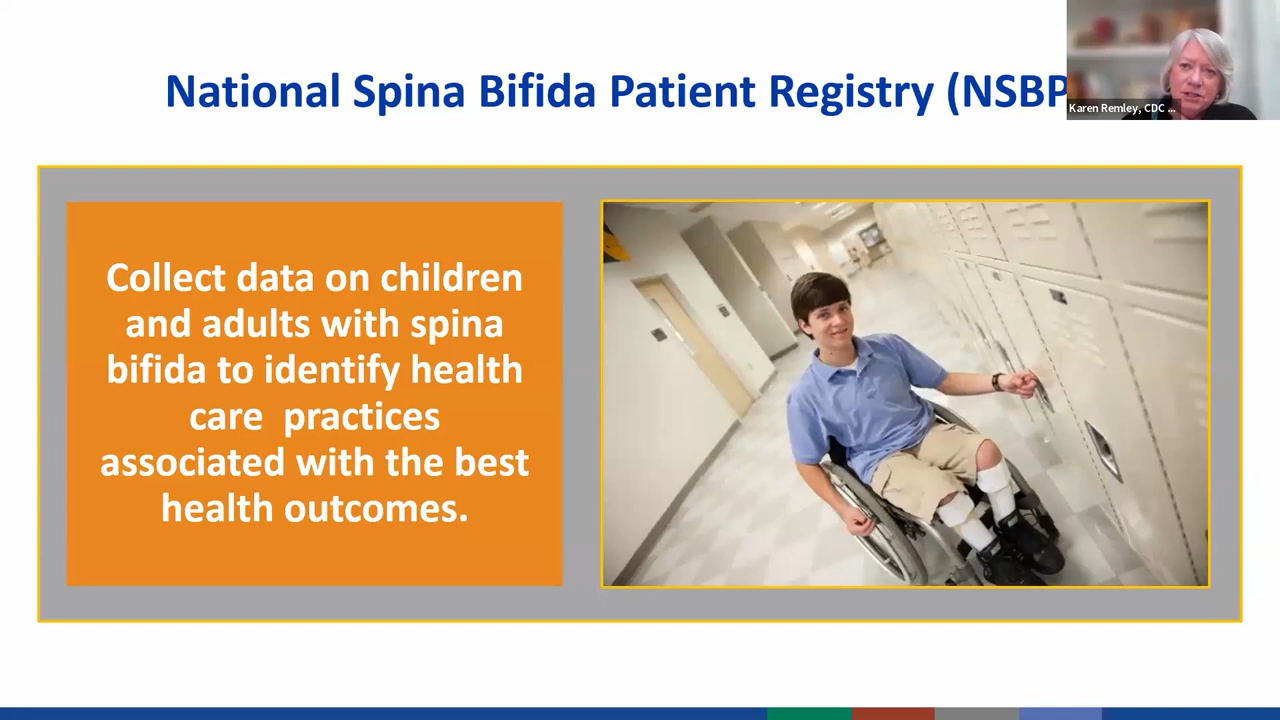 National Spina Bifida Patient Registry (NSBP
Karen Remley, CDC ...
Collect data on children
and adults with spina
bifida to identify health
care practices
associated with the best
health outcomes.